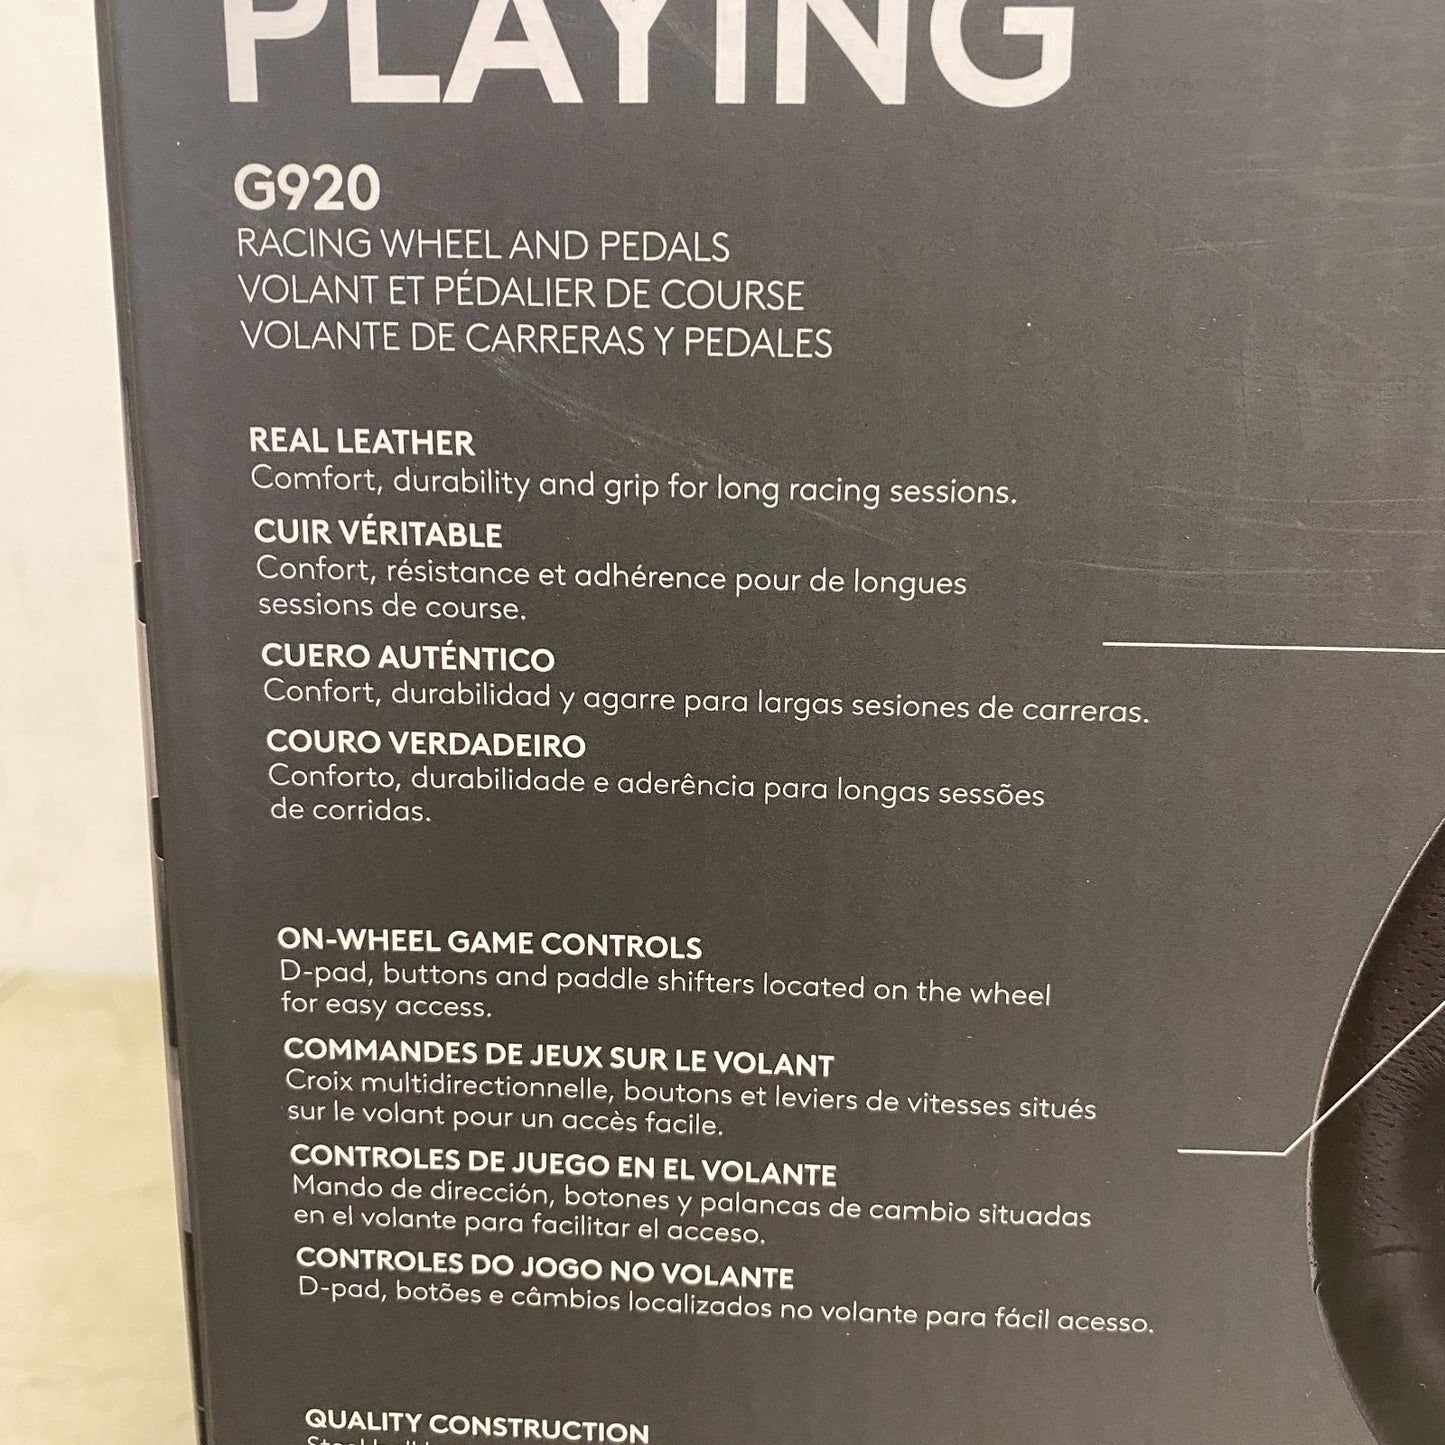 PLAYING
G920
RACING WHEEL AND PEDALS
VOLANT ET PÉDALIER DE COURSE
VOLANTE DE CARRERAS Y PEDALES
REAL LEATHER
Comfort, durability and grip for long racing sessions.
CUIR VÉRITABLE
Confort, résistance et adhérence pour de longues
sessions de course.
CUERO AUTÉNTICO
Confort, durabilidad y agarre para largas sesiones de carreras.
COURO VERDADEIRO
Conforto, durabilidade e aderência para longas sessões
de corridas.
ON-WHEEL GAME CONTROLS
D-pad, buttons and paddle shifters located on the wheel
for easy access.
COMMANDES DE JEUX SUR LE VOLANT
Croix multidirectionnelle, boutons et leviers de vitesses situés
sur le volant pour un accès facile.
CONTROLES DE JUEGO EN EL VOLANTE
Mando de dirección, botones y palancas de cambio situadas
en el volante para facilitar el acceso.
CONTROLES DO JOGO NO VOLANTE
D-pad, botões e câmbios localizados no volante para fácil acesso.
QUALITY CONSTRUCTION